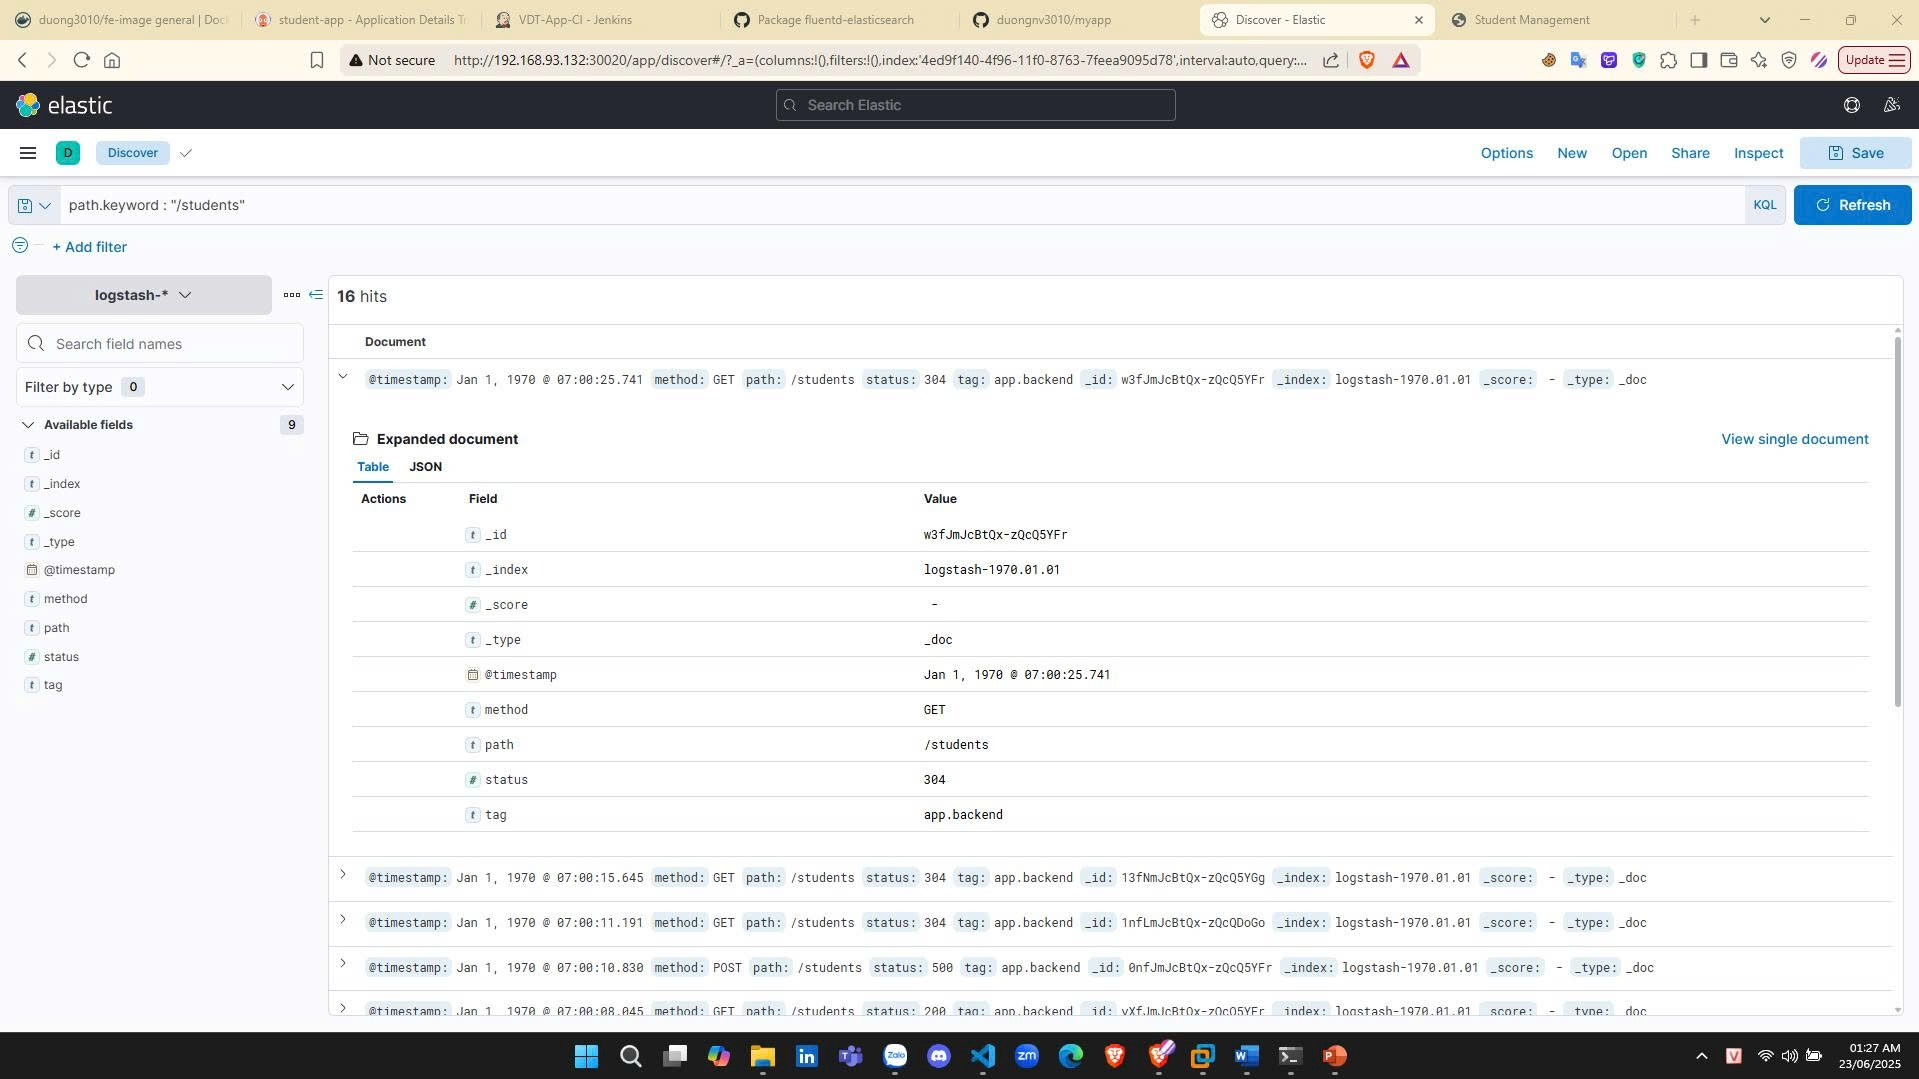 duong3010/fe-image general | Doc
student-app - Application Details T
VDT-App-CI - Jenkins
Package fluentd-elasticsearch
duongnv3010/myapp
Discover - Elastic
Student Management
Not secure
http://192.168.93.132:30020/app/discover#/?_a=(columns:!(),filters:!(),index:'4ed9f140-4f96-11f0-8763-7feea9095d78',interval:auto,query:...
Update
elastic
Search Elastic
D
Discover
Options
New
Open
Share
Inspect
Save
path.keyword : "/students"
KQL
Refresh
+ Add filter
logstash-*
16 hits
Search field names
Document
Filter by type 0
@timestamp: Jan 1, 1970 @ 07:00:25.741 method: GET path: /students status: 304 tag: app.backend _id: w3fJmJcBtQx-zQcQ5YFr _index: logstash-1970.01.01 _score: - _type: _doc
Available fields 9
t _id
t _index
# _score
t _type
@timestamp
t method
t path
# status
t tag
Expanded document
View single document
Table JSON
Actions Field Value
t _id w3fJmJcBtQx-zQcQ5YFr
t _index logstash-1970.01.01
# _score -
t _type _doc
@timestamp Jan 1, 1970 @ 07:00:25.741
t method GET
t path /students
# status 304
t tag app.backend
@timestamp: Jan 1, 1970 @ 07:00:15.645 method: GET path: /students status: 304 tag: app.backend _id: 13fNmJcBtQx-zQcQ5YGg _index: logstash-1970.01.01 _score: - _type: _doc
@timestamp: Jan 1, 1970 @ 07:00:11.191 method: GET path: /students status: 304 tag: app.backend _id: 1nfLmJcBtQx-zQcQDoGo _index: logstash-1970.01.01 _score: - _type: _doc
@timestamp: Jan 1, 1970 @ 07:00:10.830 method: POST path: /students status: 500 tag: app.backend _id: 0nfJmJcBtQx-zQcQ5YFr _index: logstash-1970.01.01 _score: - _type: _doc
@timestamp: Jan 1, 1970 @ 07:00:08.045 method: GET path: /students status: 200 tag: app.backend _id: yXfJmJcBtQx-zQcQ5YFr _index: logstash-1970.01.01 _score: - _type: _doc
Zalo
zm
V
01:27 AM
23/06/2025